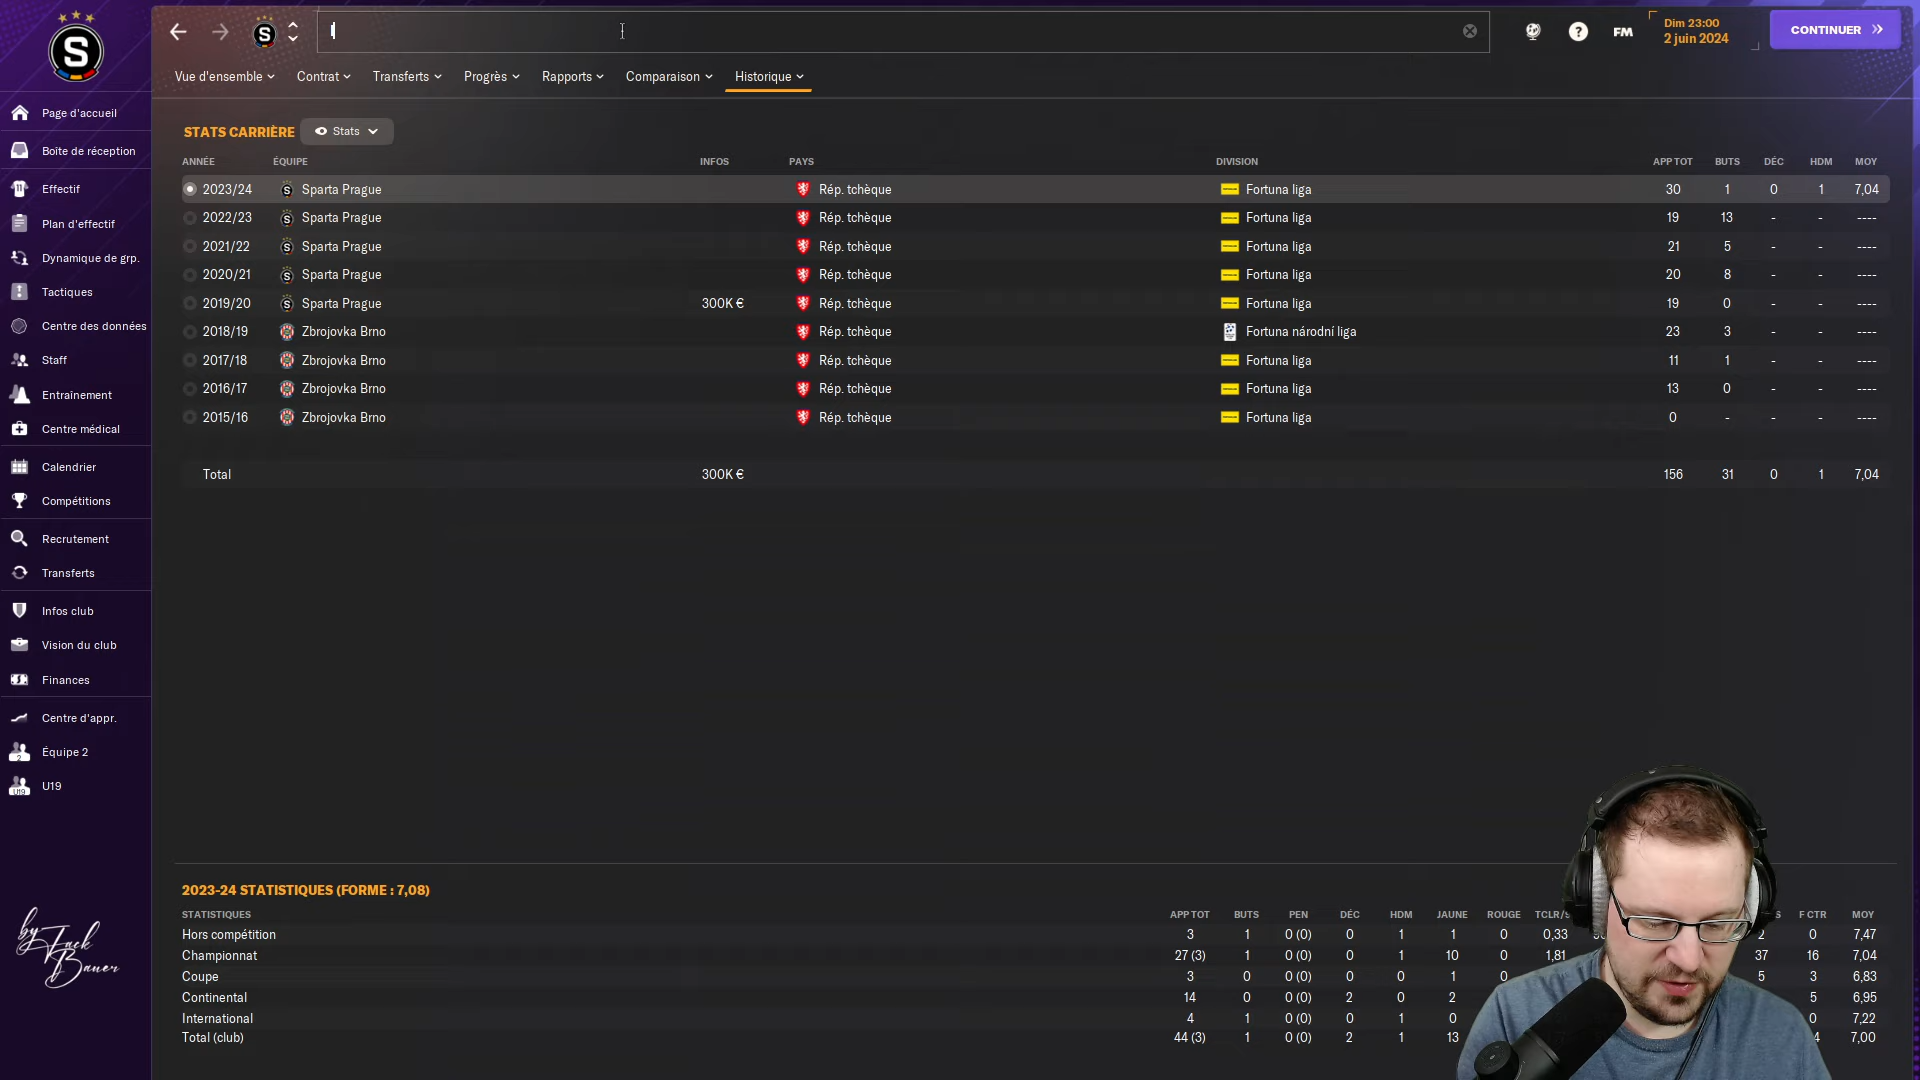 Dim 23:00
2 juin 2024
CONTINUER
FM
Vue d'ensemble Contrat Transferts Progrès Rapports Comparaison Historique
Page d'accueil
Boîte de réception
Effectif
Plan d'effectif
Dynamique de grp.
Tactiques
Centre des données
Staff
Entraînement
Centre médical
Calendrier
Compétitions
Recrutement
Transferts
Infos club
Vision du club
Finances
Centre d'appr.
Équipe 2
U19
by Jack Bauer
STATS CARRIÈRE Stats
ANNÉE ÉQUIPE INFOS PAYS DIVISION APP TOT BUTS DÉC HDM MOY
2023/24 Sparta Prague Rép. tchèque Fortuna liga 30 1 0 1 7,04
2022/23 Sparta Prague Rép. tchèque Fortuna liga 19 13 - - ----
2021/22 Sparta Prague Rép. tchèque Fortuna liga 21 5 - - ----
2020/21 Sparta Prague Rép. tchèque Fortuna liga 20 8 - - ----
2019/20 Sparta Prague 300K € Rép. tchèque Fortuna liga 19 0 - - ----
2018/19 Zbrojovka Brno Rép. tchèque Fortuna národní liga 23 3 - - ----
2017/18 Zbrojovka Brno Rép. tchèque Fortuna liga 11 1 - - ----
2016/17 Zbrojovka Brno Rép. tchèque Fortuna liga 13 0 - - ----
2015/16 Zbrojovka Brno Rép. tchèque Fortuna liga 0 - - - ----
Total 300K € 156 31 0 1 7,04
2023-24 STATISTIQUES (FORME : 7,08)
STATISTIQUES APP TOT BUTS PEN DÉC HDM JAUNE ROUGE TCLR/ F CTR MOY
Hors compétition 3 1 0 (0) 0 1 1 0 0,33 2 0 7,47
Championnat 27 (3) 1 0 (0) 0 1 10 0 1,81 37 16 7,04
Coupe 3 0 0 (0) 0 0 1 0 5 3 6,83
Continental 14 0 0 (0) 2 0 2 5 6,95
International 4 1 0 (0) 0 1 0 0 7,22
Total (club) 44 (3) 1 0 (0) 2 1 13 4 7,00